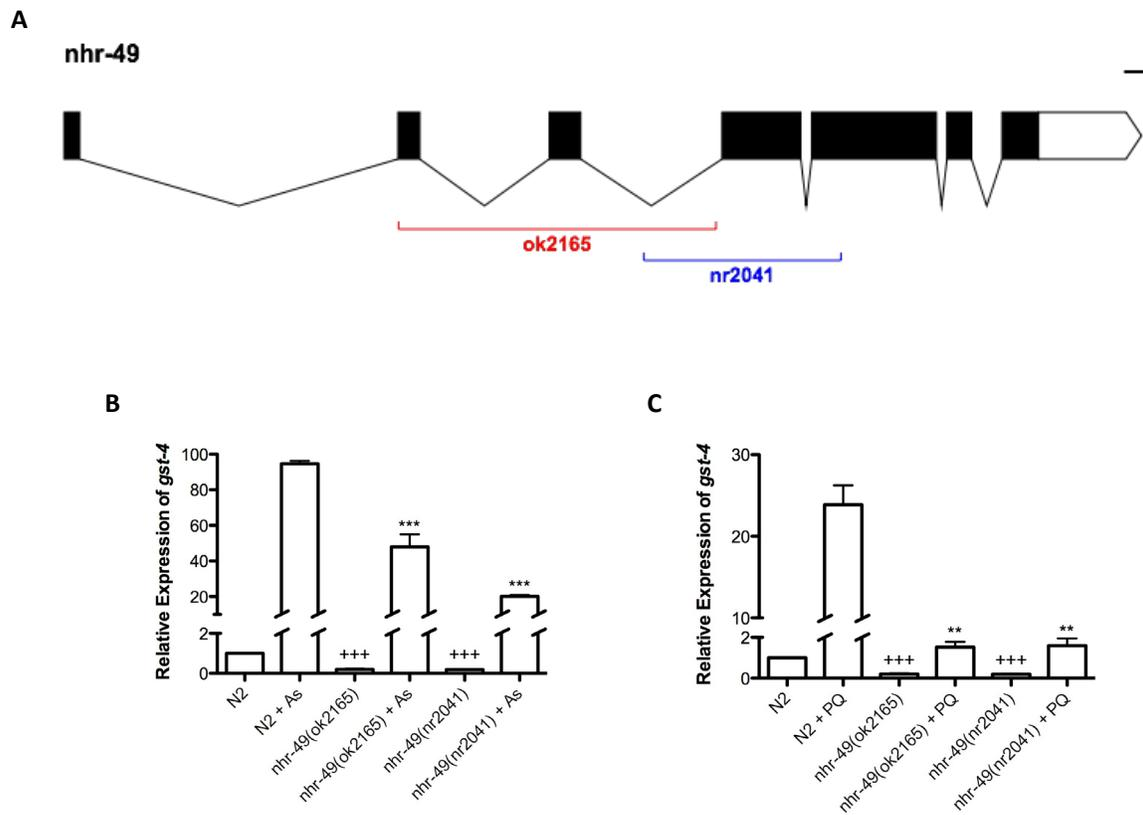 A
nhr-49
ok2165
nr2041
B
Relative Expression of gst-4
100
80
60
40
20
2
0
***
***
+++
+++
N2
N2 + As
nhr-49(ok2165)
nhr-49(ok2165) + As
nhr-49(nr2041)
nhr-49(nr2041) + As
C
Relative Expression of gst-4
30
20
10
2
0
**
**
+++
+++
N2
N2 + PQ
nhr-49(ok2165)
nhr-49(ok2165) + PQ
nhr-49(nr2041)
nhr-49(nr2041) + PQ